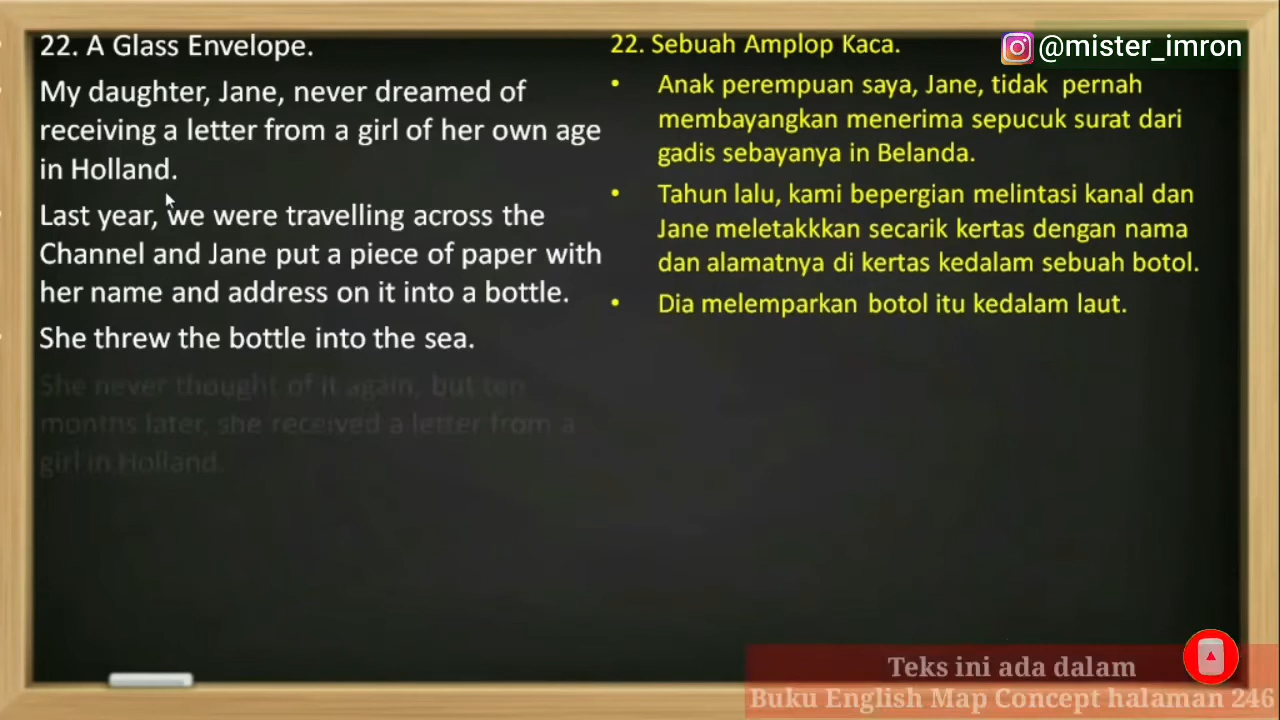 22. A Glass Envelope.
My daughter, Jane, never dreamed of
receiving a letter from a girl of her own age
in Holland.
Last year, we were travelling across the
Channel and Jane put a piece of paper with
her name and address on it into a bottle.
She threw the bottle into the sea.
She never thought of it again, but ten
months later, she received a letter from a
girl in Holland.
22. Sebuah Amplop Kaca.
• Anak perempuan saya, Jane, tidak pernah
membayangkan menerima sepucuk surat dari
gadis sebayanya in Belanda.
• Tahun lalu, kami bepergian melintasi kanal dan
Jane meletakkkan secarik kertas dengan nama
dan alamatnya di kertas kedalam sebuah botol.
• Dia melemparkan botol itu kedalam laut.
@mister_imron
Teks ini ada dalam
Buku English Map Concept halaman 246